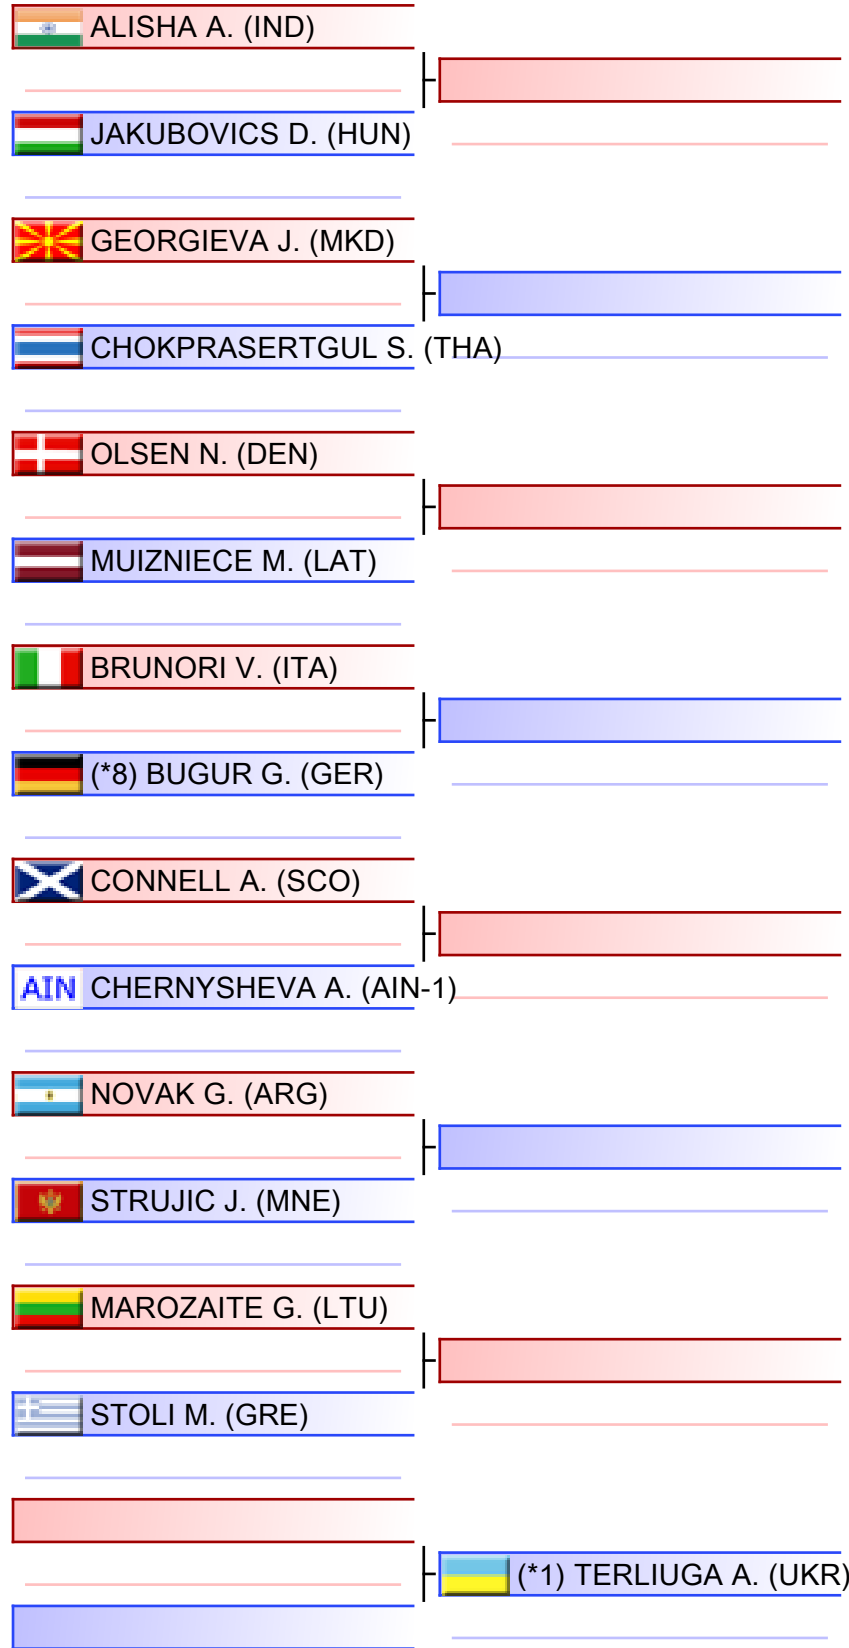 ALISHA A. (IND)
JAKUBOVICS D. (HUN)
GEORGIEVA J. (MKD)
CHOKPRASERTGUL S. (THA)
OLSEN N. (DEN)
MUIZNIECE M. (LAT)
BRUNORI V. (ITA)
(*8) BUGUR G. (GER)
CONNELL A. (SCO)
AIN CHERNYSHEVA A. (AIN-1)
NOVAK G. (ARG)
STRUJIC J. (MNE)
MAROZAITE G. (LTU)
STOLI M. (GRE)
(*1) TERLIUGA A. (UKR)